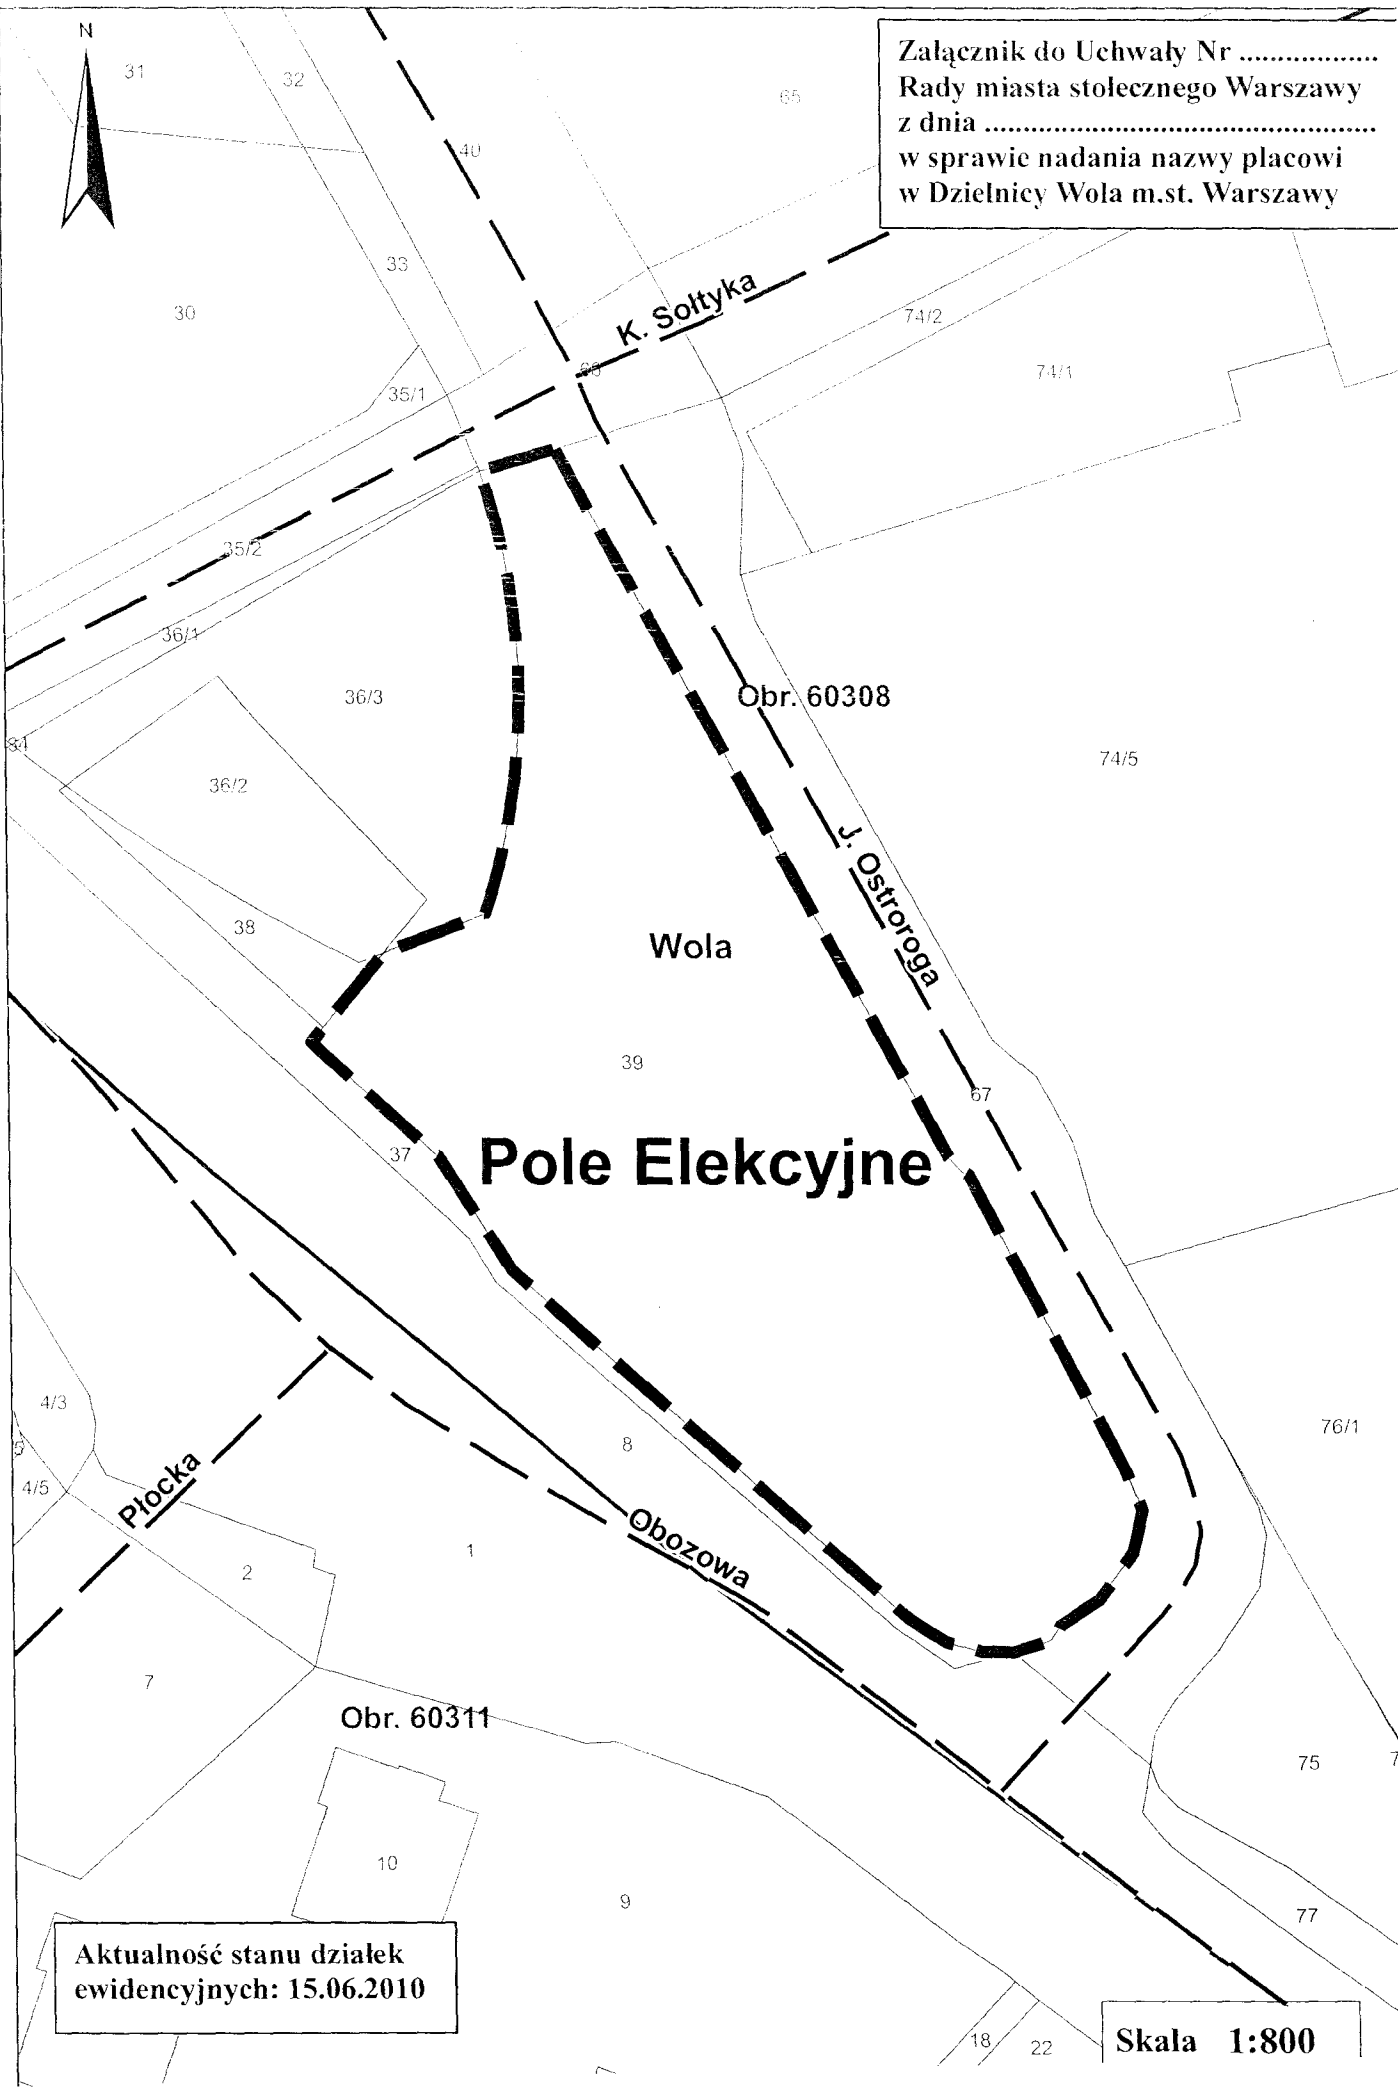 N
Załącznik do Uchwały Nr ..................
Rady miasta stołecznego Warszawy
z dnia ...................................................
w sprawie nadania nazwy placowi
w Dzielnicy Wola m.st. Warszawy
31
32
65
40
33
30
K. Sołtyka
74/2
66
74/1
35/1
35/2
36/1
36/3
Obr. 60308
84
74/5
36/2
J. Ostroroga
38
Wola
39
67
37
Pole Elekcyjne
4/3
76/1
8
5
4/5
Płocka
Obozowa
1
2
7
Obr. 60311
75
7
10
9
77
Aktualność stanu działek
ewidencyjnych: 15.06.2010
18
22
Skala 1:800